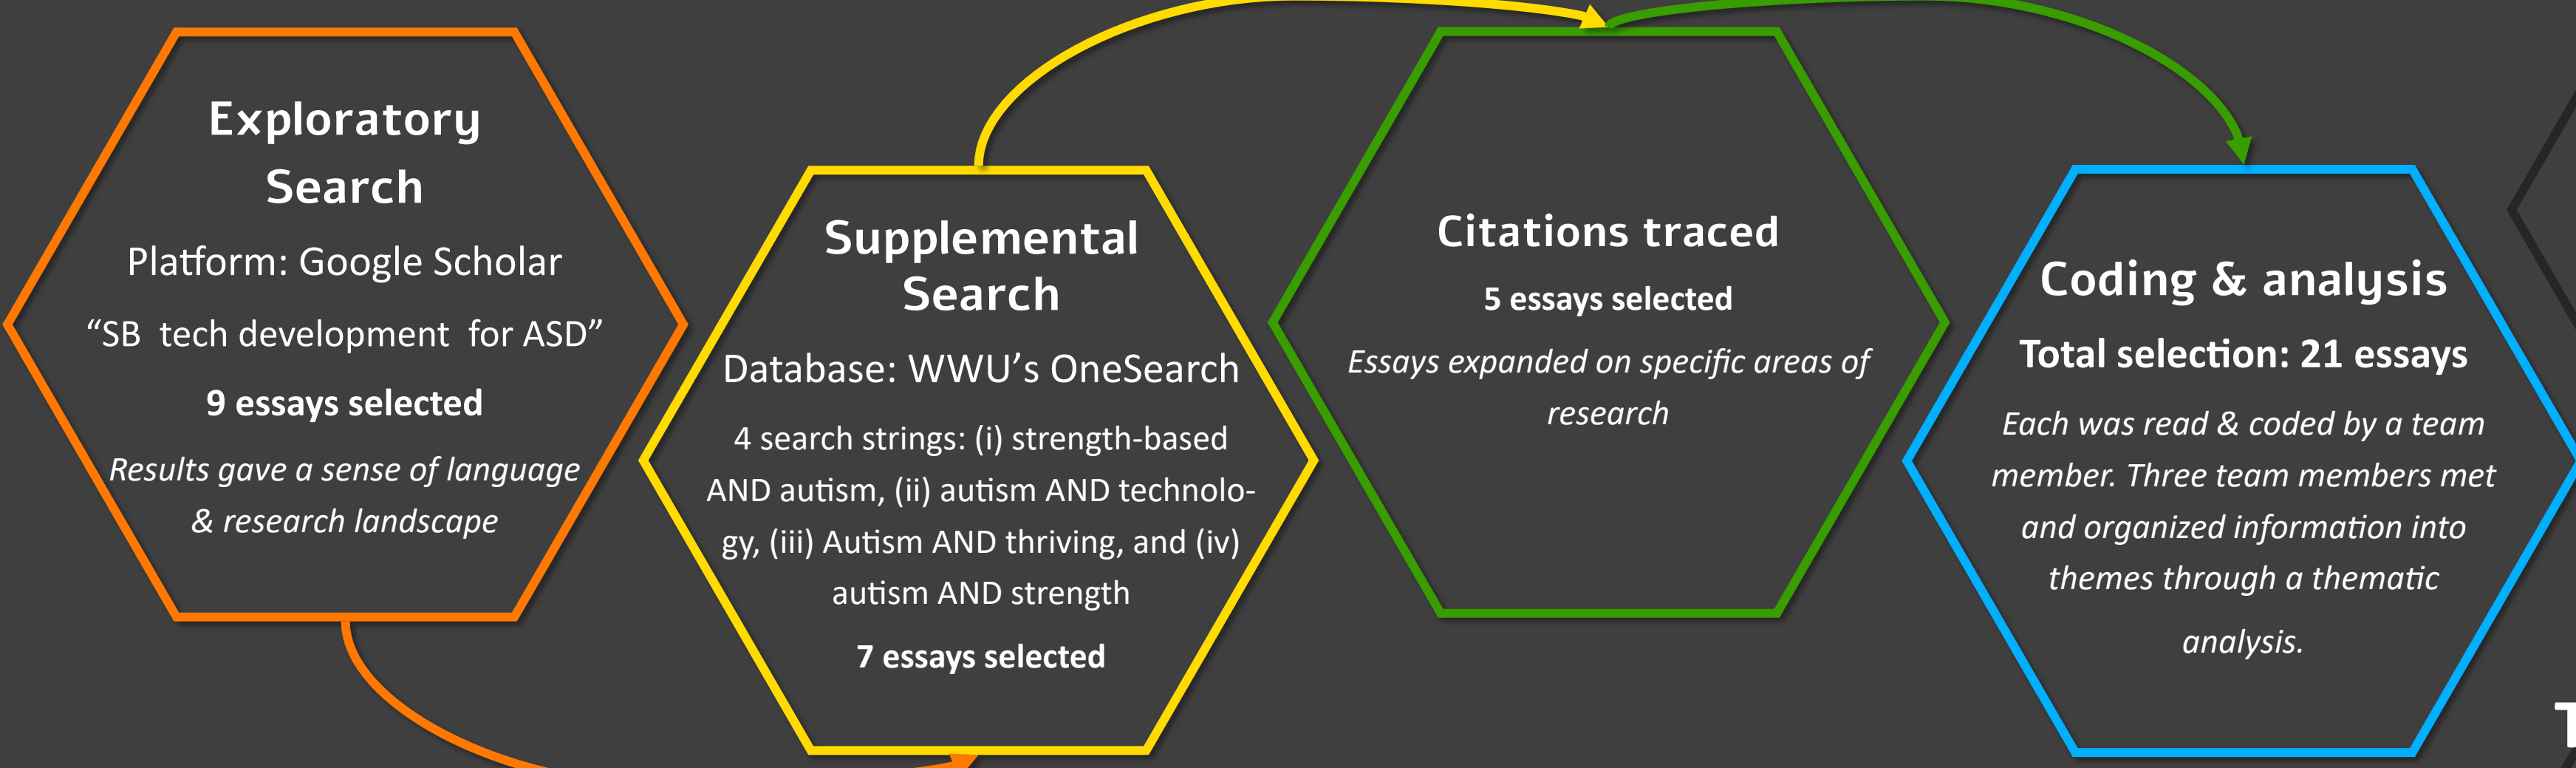 Exploratory
Search
Platform: Google Scholar
“SB  tech development  for ASD”
9 essays selected
Results gave a sense of language
& research landscape
Supplemental
Search
Database: WWU’s OneSearch
4 search strings: (i) strength-based
AND autism, (ii) autism AND technolo-
gy, (iii) Autism AND thriving, and (iv)
autism AND strength
7 essays selected
Citations traced
5 essays selected
Essays expanded on specific areas of
research
Coding & analysis
Total selection: 21 essays
Each was read & coded by a team
member. Three team members met
and organized information into
themes through a thematic
analysis.